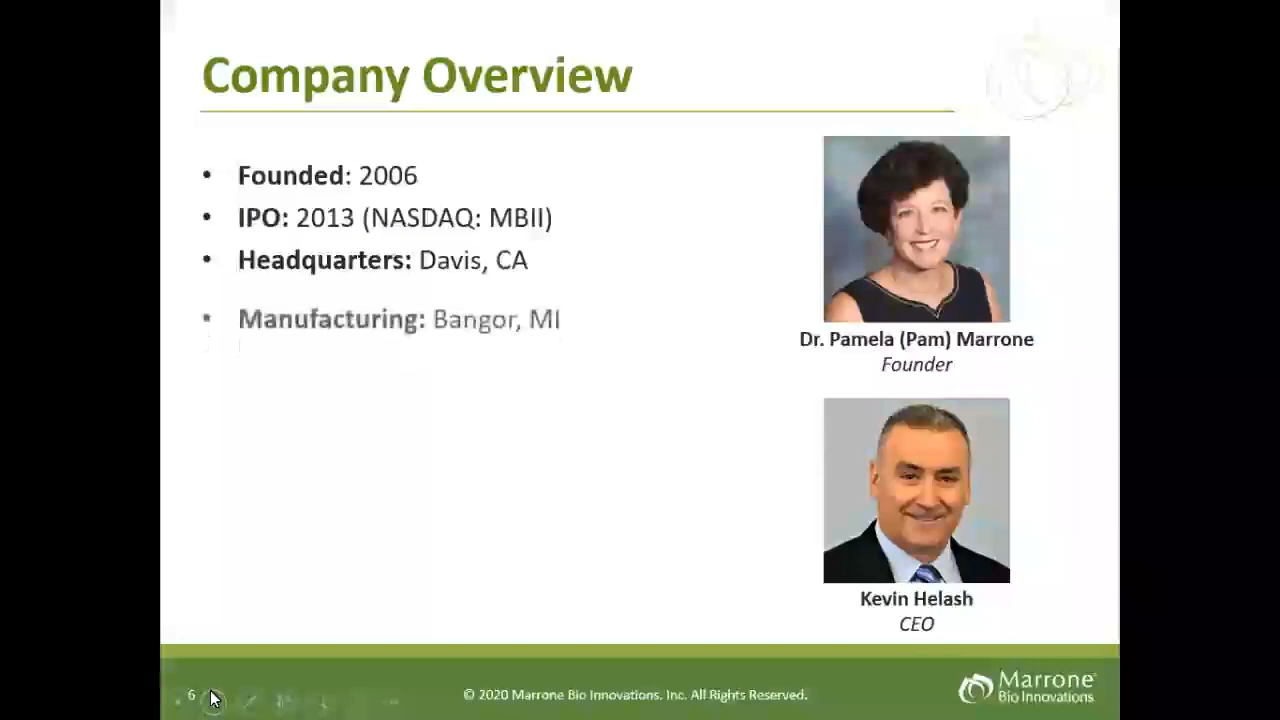 Company Overview
• Founded: 2006
• IPO: 2013 (NASDAQ: MBII)
• Headquarters: Davis, CA
• Manufacturing: Bangor, MI
Dr. Pamela (Pam) Marrone
Founder
Kevin Helash
CEO
6
© 2020 Marrone Bio Innovations, Inc. All Rights Reserved.
Marrone
Bio Innovations